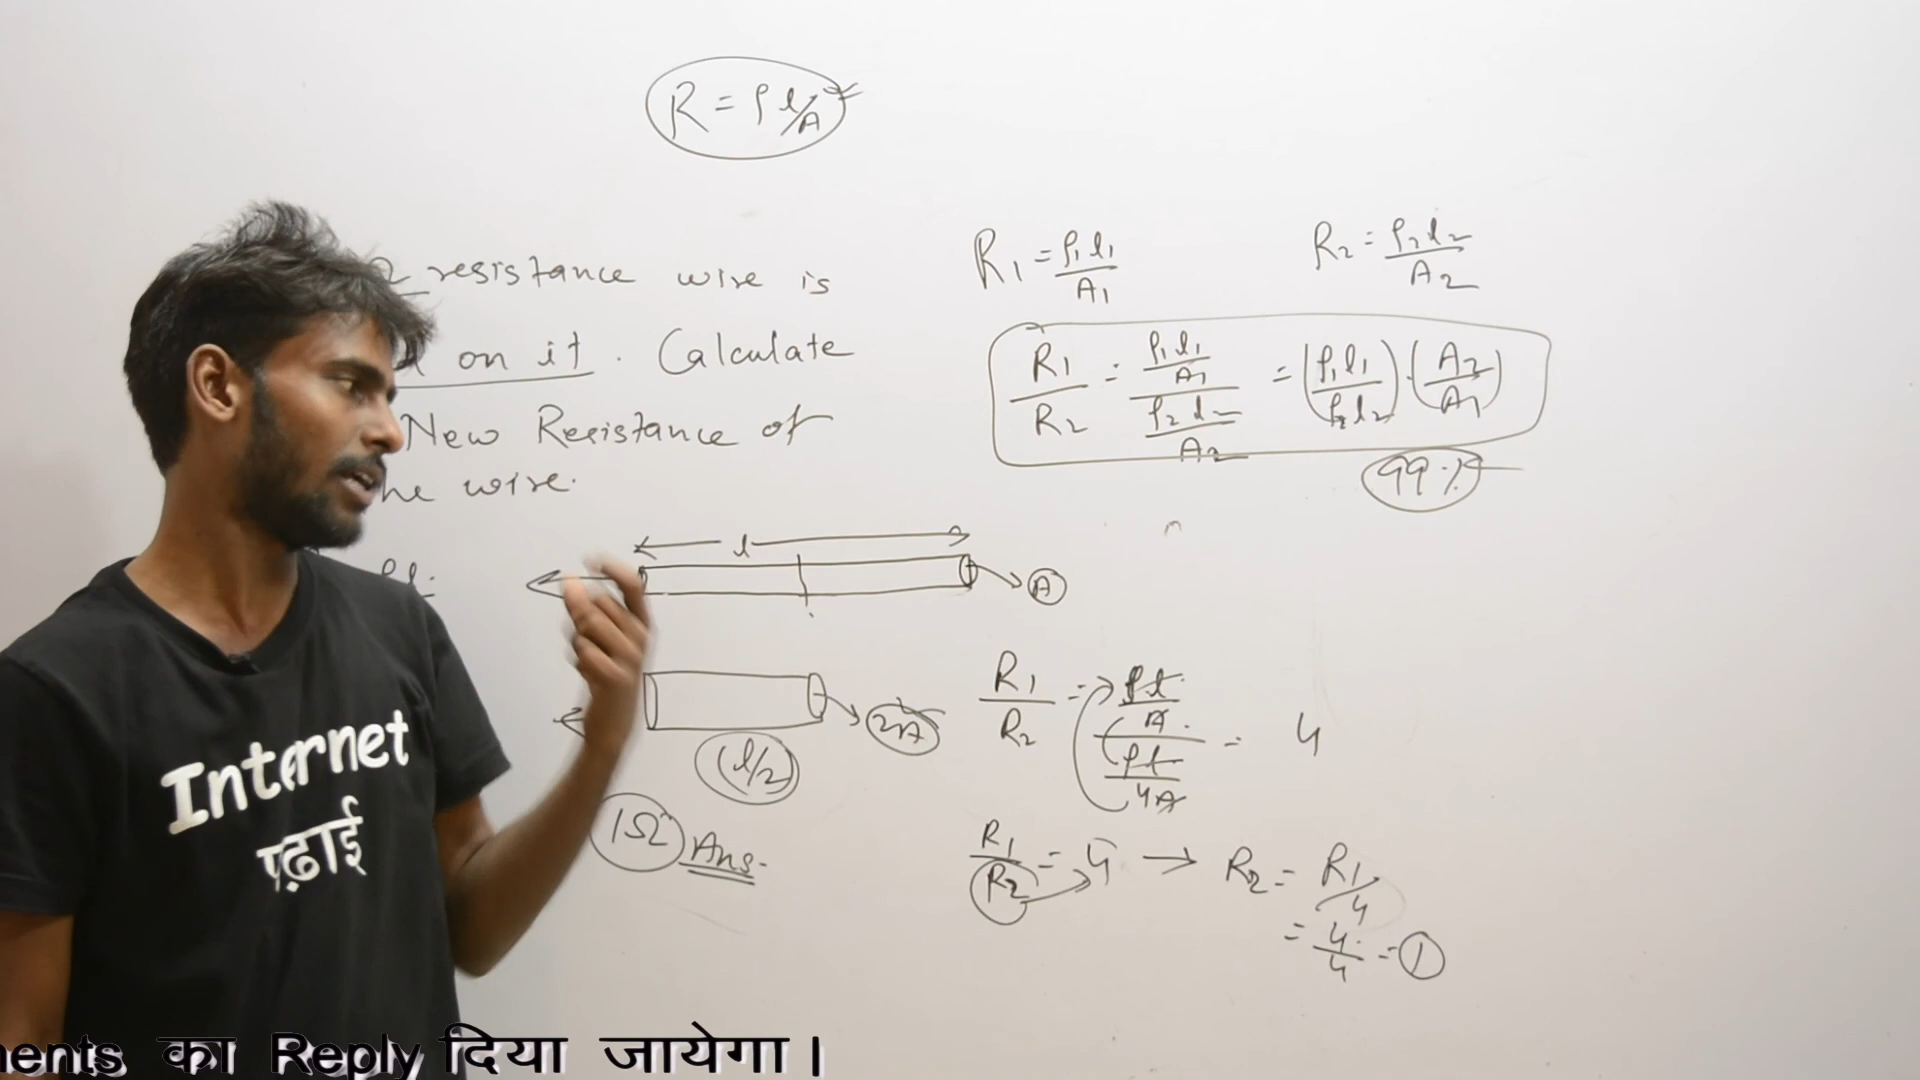 R = ρl/A
Ω resistance wire is
on it. Calculate
New Resistance of
he wire.
l
A
2A
(l/2)
1Ω Ans.
R1 = ρ1l1/A1
R2 = ρ2l2/A2
R1/R2 = (ρ1l1/A1)/(ρ2l2/A2) = (ρ1l1/ρ2l2)·(A2/A1)
99%
R1/R2 = (ρl/A)/(ρl/4A) = 4
R1/R2 = 4 → R2 = R1/4
= 4/4 = 1
Internet
पढ़ाई
ments का Reply दिया जायेगा।